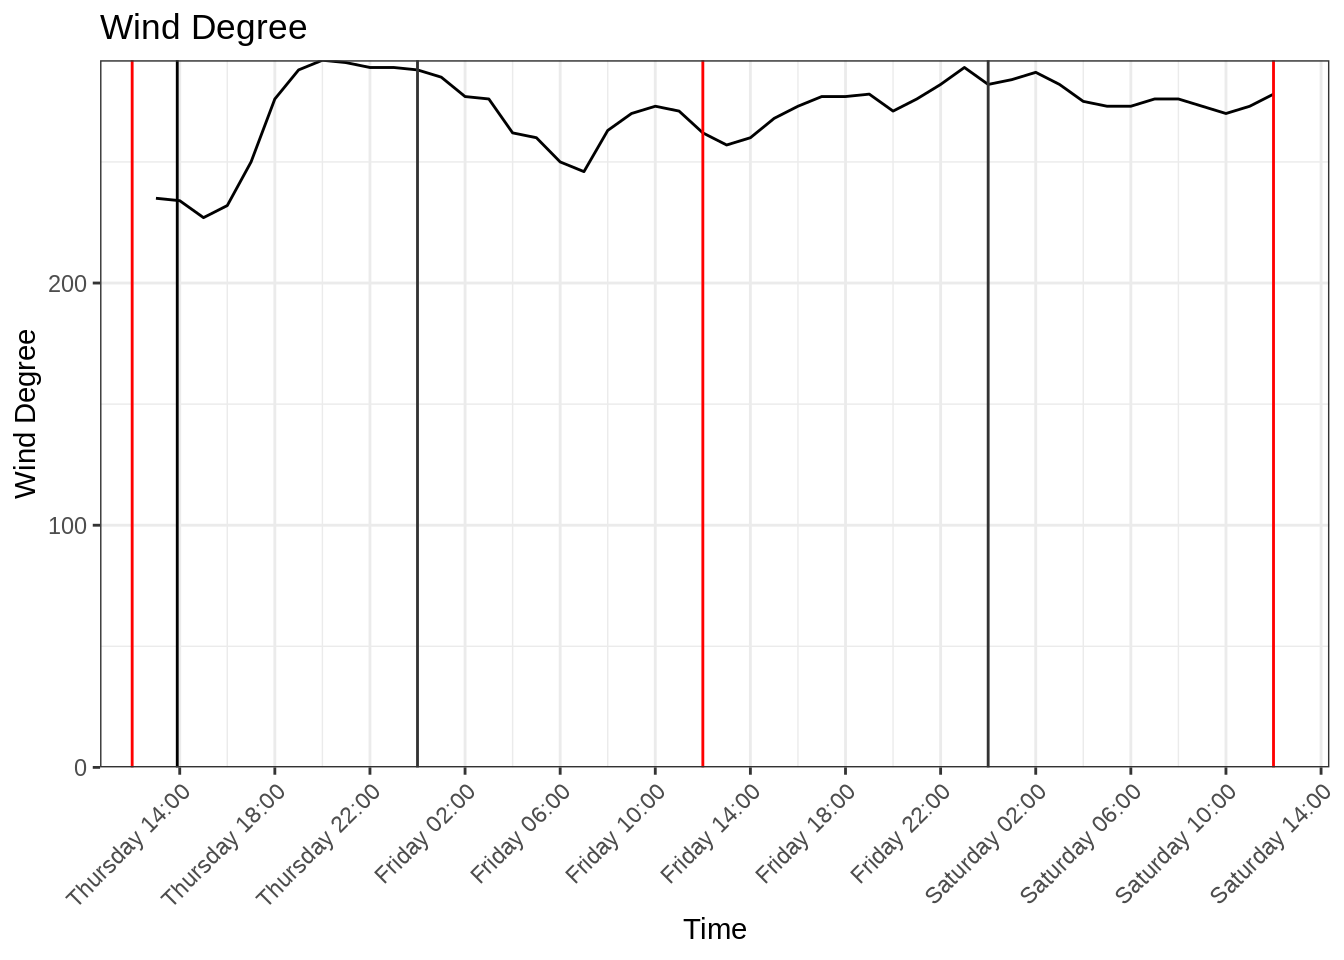 Wind Degree
Wind Degree
200
100
0
Thursday 14:00
Thursday 18:00
Thursday 22:00
Friday 02:00
Friday 06:00
Friday 10:00
Friday 14:00
Friday 18:00
Friday 22:00
Saturday 02:00
Saturday 06:00
Saturday 10:00
Saturday 14:00
Time